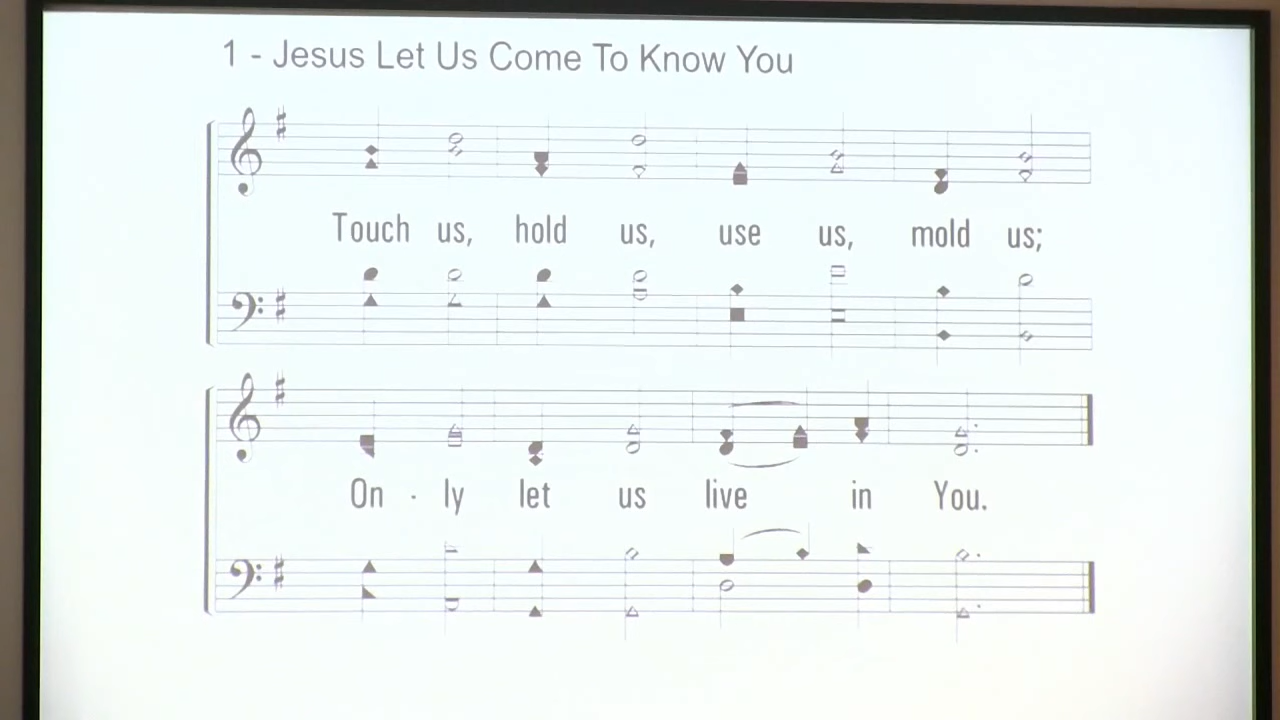 1 - Jesus Let Us Come To Know You
Touch us, hold us, use us, mold us;
On - ly let us live in You.